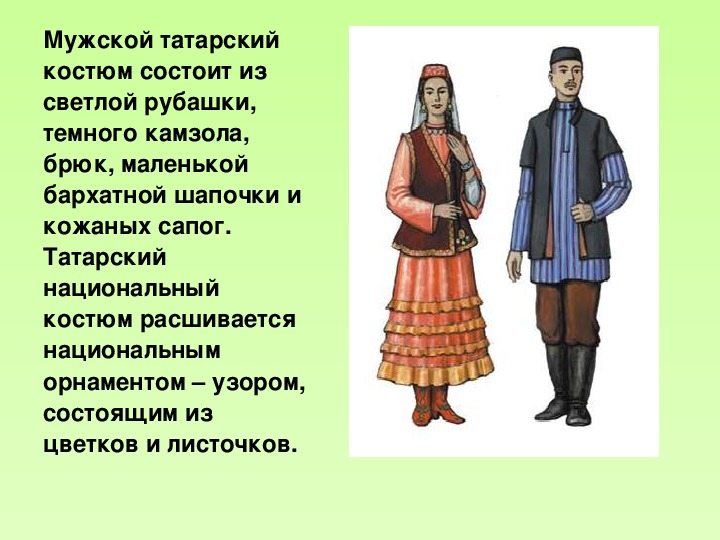 Мужской татарский
костюм состоит из
светлой рубашки,
темного камзола,
брюк, маленькой
бархатной шапочки и
кожаных сапог.
Татарский
национальный
костюм расшивается
национальным
орнаментом – узором,
состоящим из
цветков и листочков.